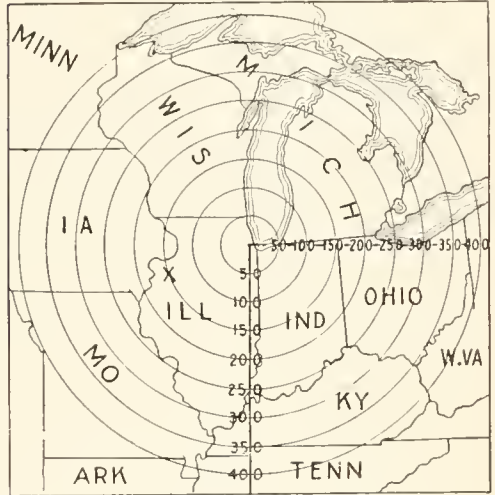 MINN
WIS
MICH
IA
50-100-150-200-250-300-350-400
X
50
ILL
100
IND
OHIO
150
200
MO
W.VA
250
KY
300
350
ARK
400
TENN